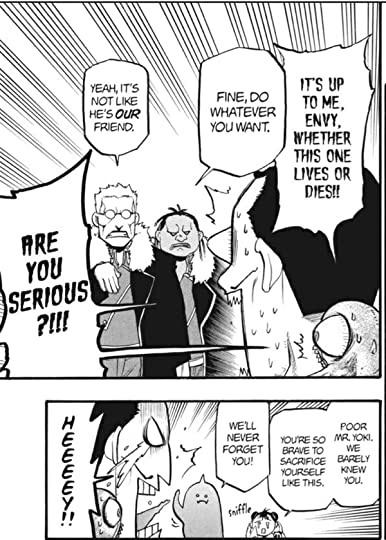 IT'S UP
TO ME,
ENVY,
WHETHER
THIS ONE
LIVES OR
DIES!!
FINE, DO
WHATEVER
YOU WANT.
YEAH, IT'S
NOT LIKE
HE'S OUR
FRIEND.
ARE
YOU
SERIOUS
?!!!
POOR
MR. YOKI.
WE
BARELY
KNEW
YOU.
YOU'RE SO
BRAVE TO
SACRIFICE
YOURSELF
LIKE THIS.
WE'LL
NEVER
FORGET
YOU!
sniffle
HEEEEY!!